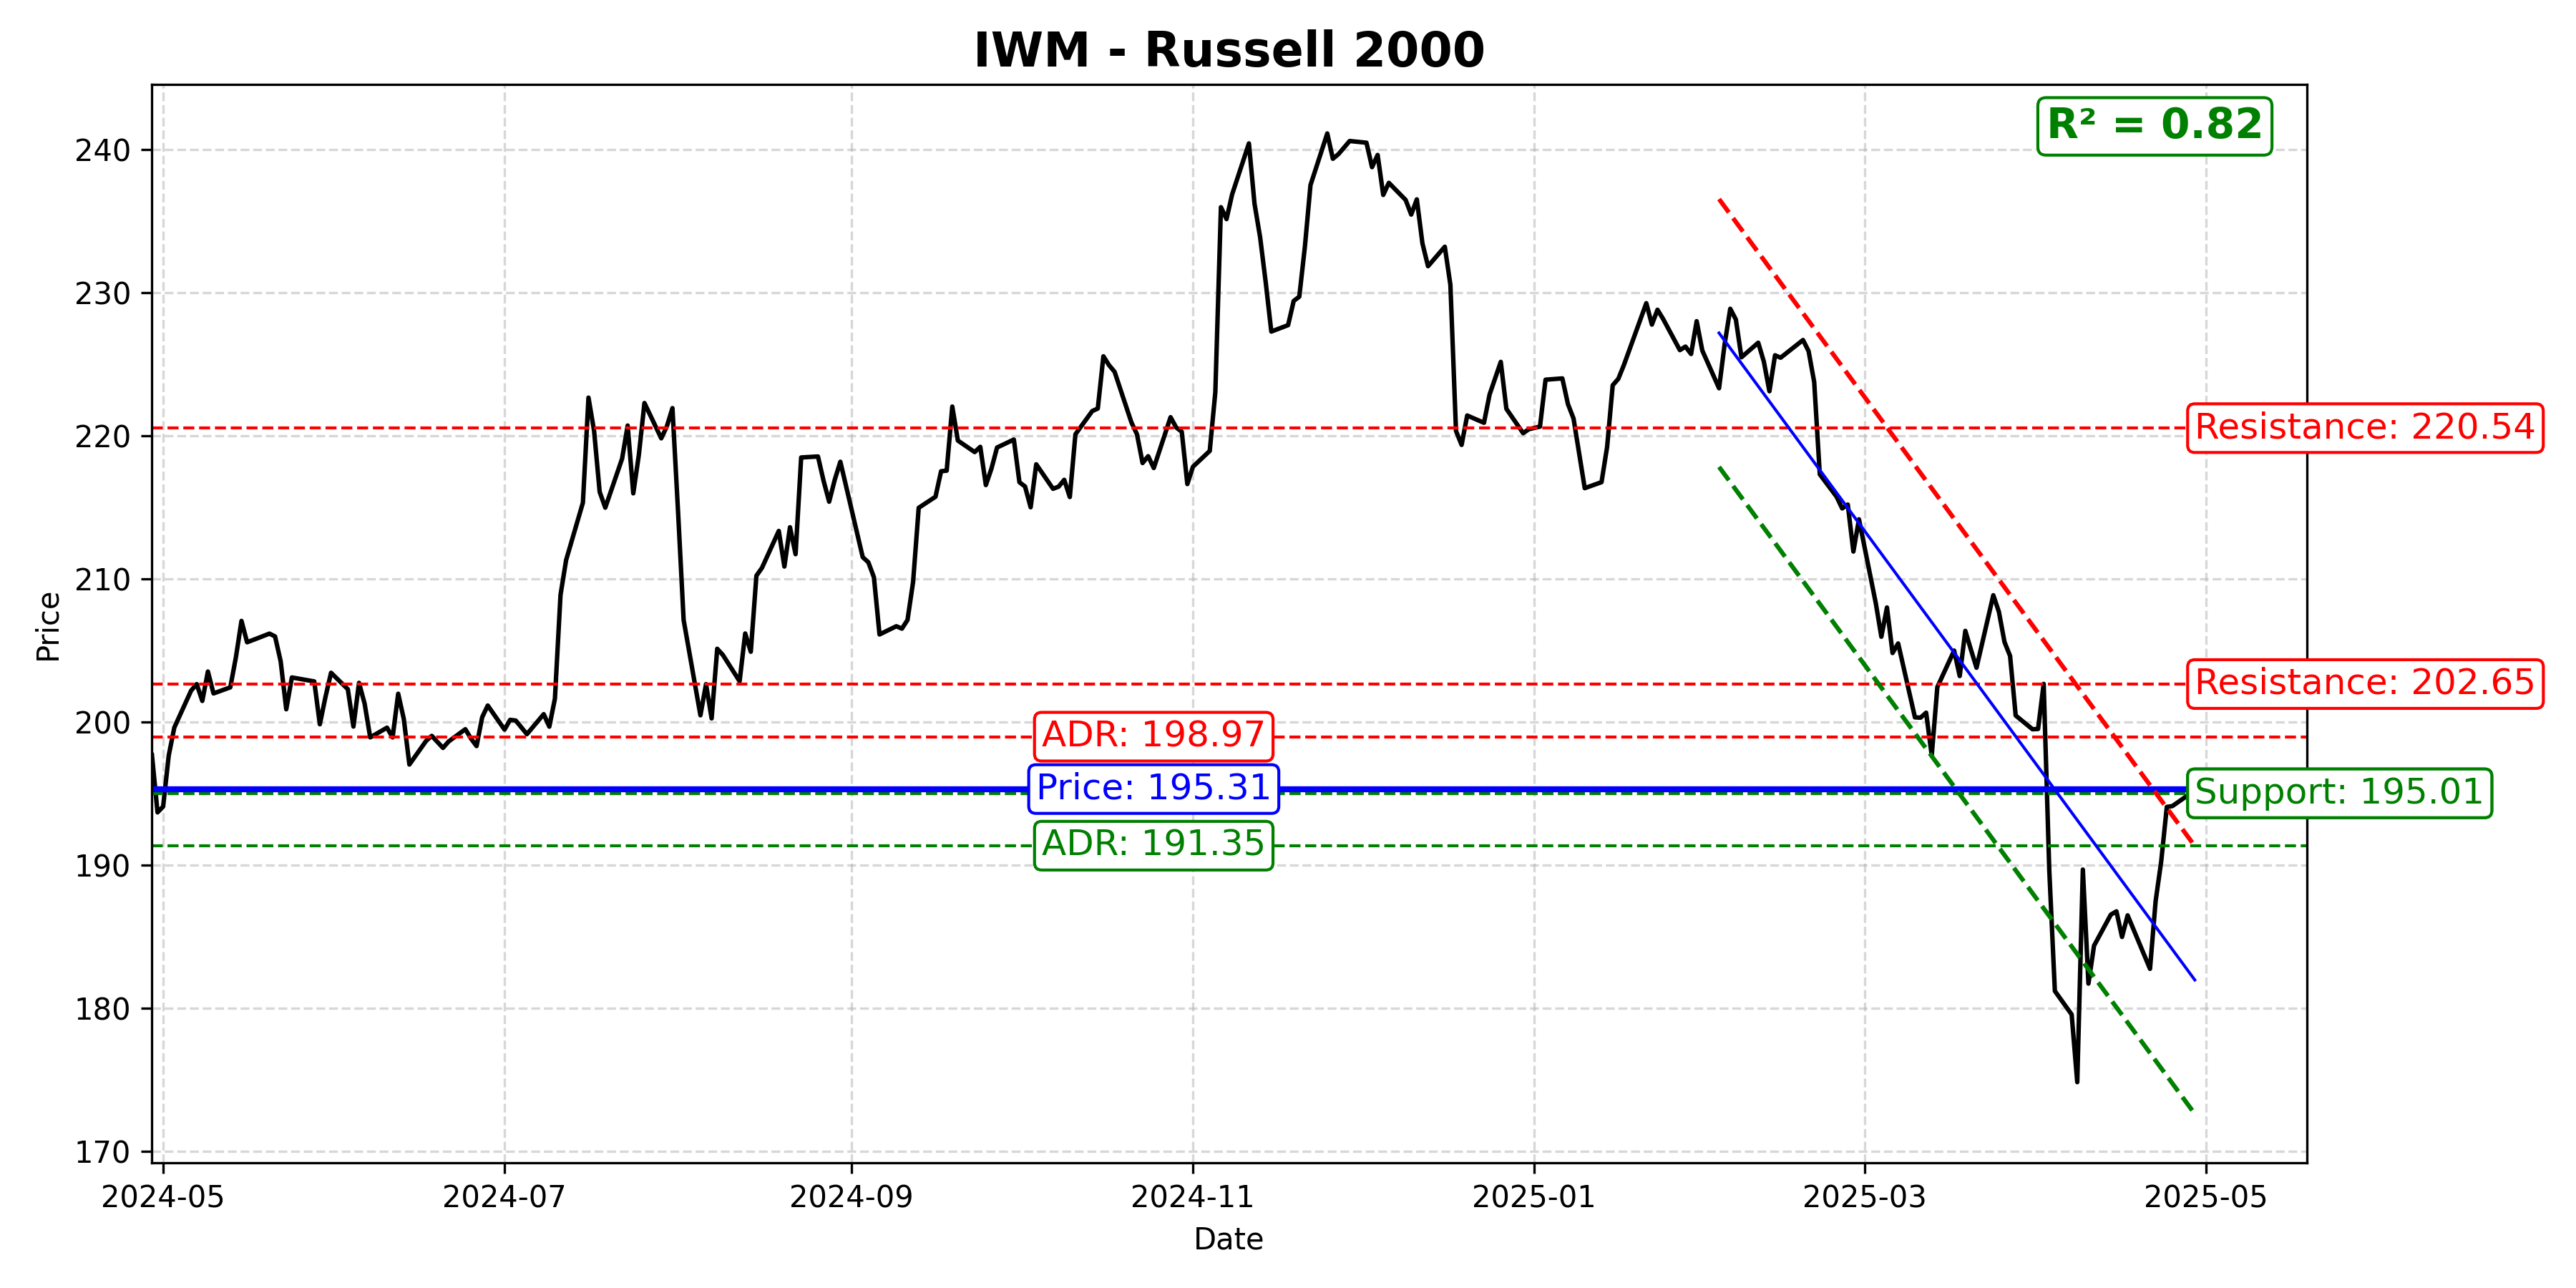 IWM - Russell 2000
R² = 0.82
240
230
220
210
200
190
180
170
Price
Resistance: 220.54
Resistance: 202.65
ADR: 198.97
Price: 195.31
Support: 195.01
ADR: 191.35
2024-05
2024-07
2024-09
2024-11
2025-01
2025-03
2025-05
Date